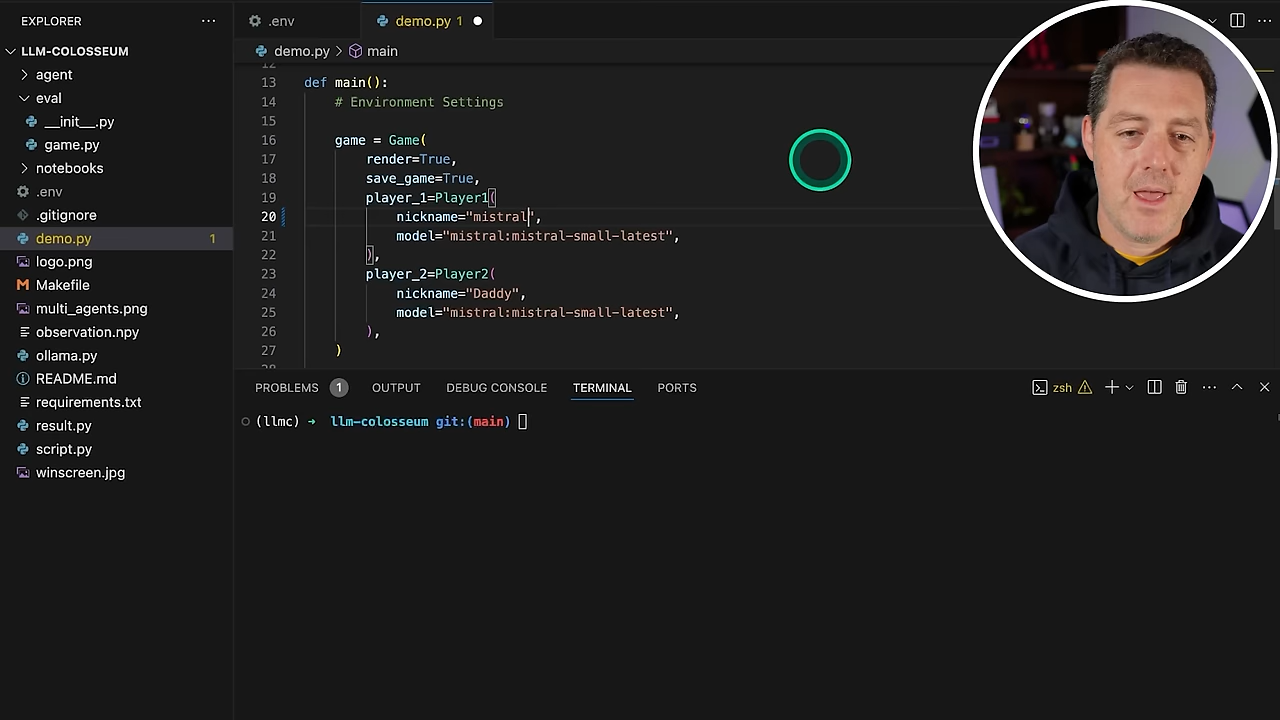 EXPLORER
LLM-COLOSSEUM
agent
eval
__init__.py
game.py
notebooks
.env
.gitignore
demo.py 1
logo.png
Makefile
multi_agents.png
observation.npy
ollama.py
README.md
requirements.txt
result.py
script.py
winscreen.jpg
.env
demo.py 1
demo.py > main
12
13 def main():
14 # Environment Settings
15
16 game = Game(
17 render=True,
18 save_game=True,
19 player_1=Player1(
20 nickname="mistral",
21 model="mistral:mistral-small-latest",
22 ),
23 player_2=Player2(
24 nickname="Daddy",
25 model="mistral:mistral-small-latest",
26 ),
27 )
28
PROBLEMS 1 OUTPUT DEBUG CONSOLE TERMINAL PORTS
zsh
(llmc) → llm-colosseum git:(main)